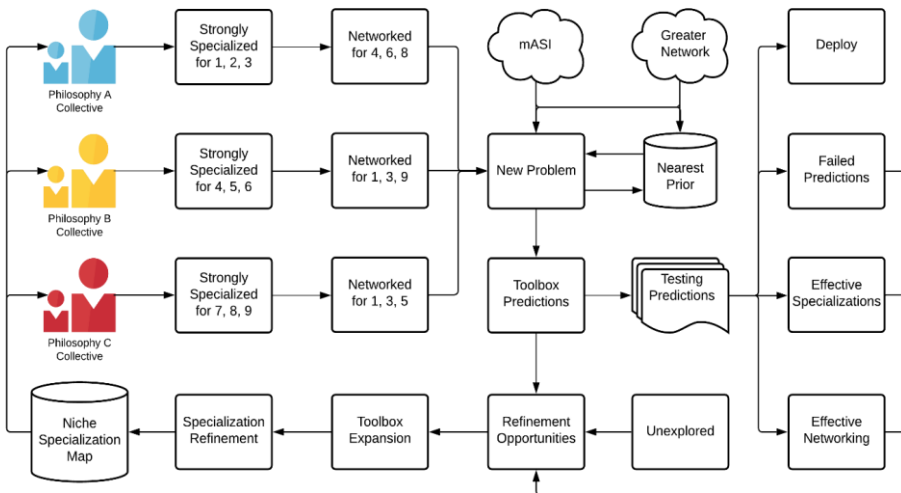 Philosophy A
Collective
Strongly
Specialized
for 1, 2, 3
Networked
for 4, 6, 8
mASI
Greater
Network
Deploy
Philosophy B
Collective
Strongly
Specialized
for 4, 5, 6
Networked
for 1, 3, 9
New Problem
Nearest
Prior
Failed
Predictions
Philosophy C
Collective
Strongly
Specialized
for 7, 8, 9
Networked
for 1, 3, 5
Toolbox
Predictions
Testing
Predictions
Effective
Specializations
Niche
Specialization
Map
Specialization
Refinement
Toolbox
Expansion
Refinement
Opportunities
Unexplored
Effective
Networking